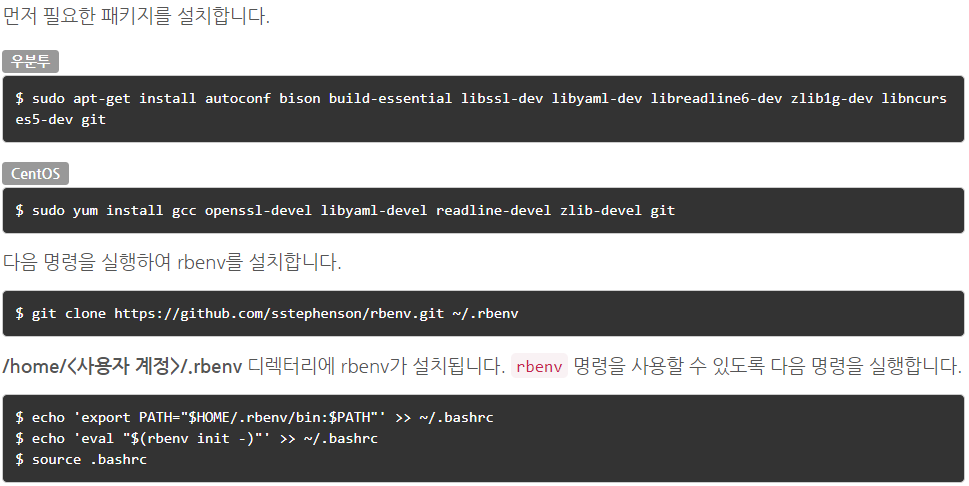 먼저 필요한 패키지를 설치합니다.
우분투
$ sudo apt-get install autoconf bison build-essential libssl-dev libyaml-dev libreadline6-dev zlib1g-dev libncurs
es5-dev git
CentOS
$ sudo yum install gcc openssl-devel libyaml-devel readline-devel zlib-devel git
다음 명령을 실행하여 rbenv를 설치합니다.
$ git clone https://github.com/sstephenson/rbenv.git ~/.rbenv
/home/<사용자 계정>/.rbenv 디렉터리에 rbenv가 설치됩니다. rbenv 명령을 사용할 수 있도록 다음 명령을 실행합니다.
$ echo 'export PATH="$HOME/.rbenv/bin:$PATH"' >> ~/.bashrc
$ echo 'eval "$(rbenv init -)"' >> ~/.bashrc
$ source .bashrc